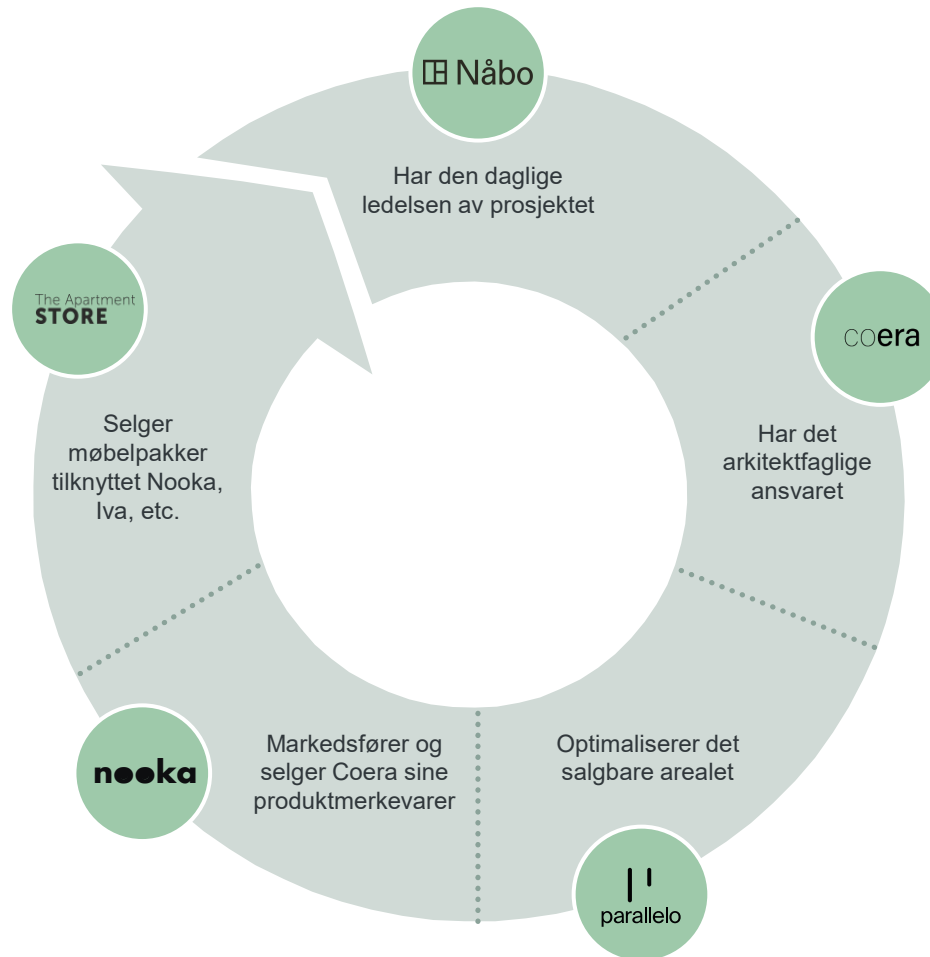 Nåbo
Har den daglige
ledelsen av prosjektet
coera
Har det
arkitektfaglige
ansvaret
Optimaliserer det
salgbare arealet
parallelo
Markedsfører og
selger Coera sine
produktmerkevarer
nooka
The Apartment
STORE
Selger
møbelpakker
tilknyttet Nooka,
Iva, etc.